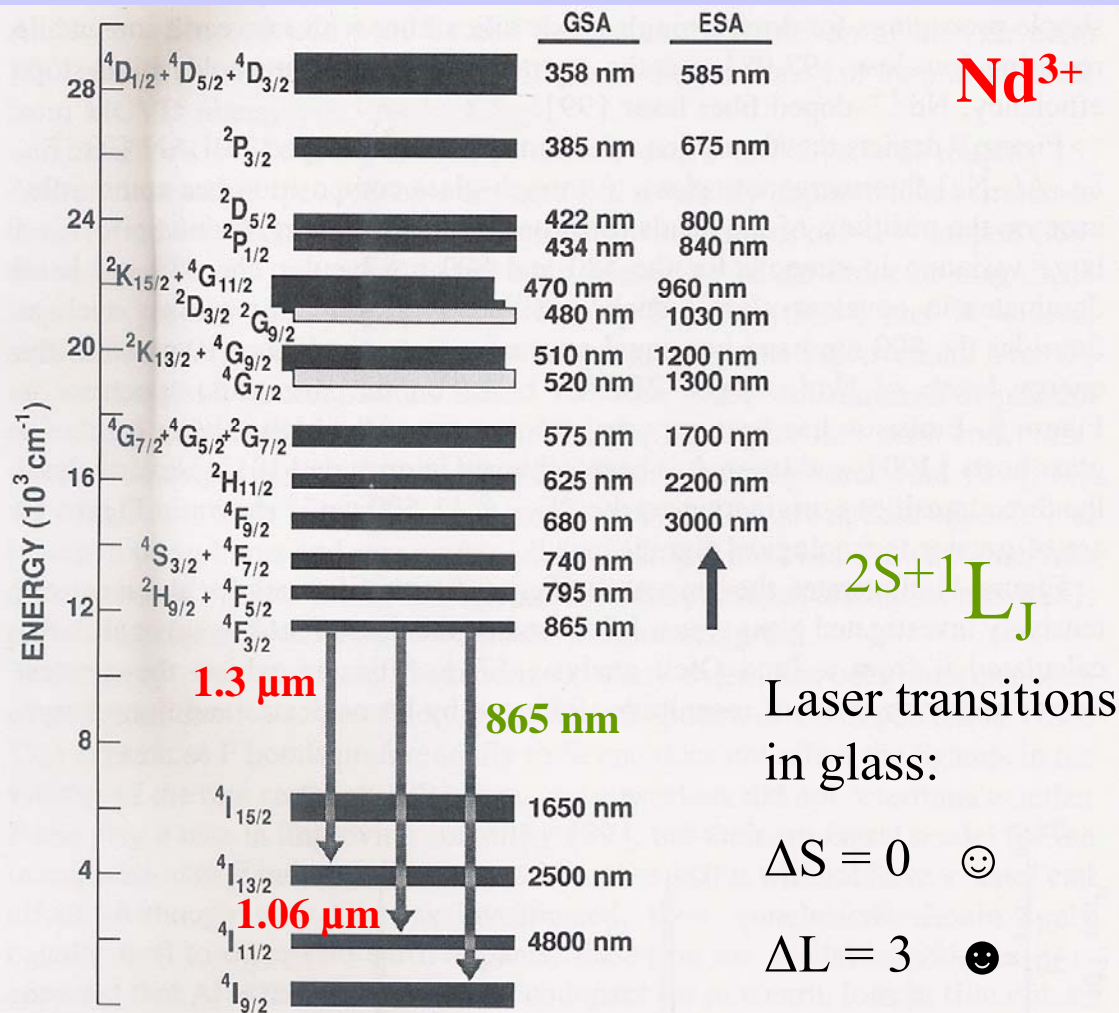 GSA ESA
Nd³⁺
⁴D₁/₂ + ⁴D₅/₂ + ⁴D₃/₂ 358 nm 585 nm
28
²P₃/₂ 385 nm 675 nm
24
²D₅/₂ 422 nm 800 nm
²P₁/₂ 434 nm 840 nm
²K₁₅/₂ + ⁴G₁₁/₂ 470 nm 960 nm
²D₃/₂ ²G₉/₂ 480 nm 1030 nm
20
²K₁₃/₂ + ⁴G₉/₂ 510 nm 1200 nm
⁴G₇/₂ 520 nm 1300 nm
⁴G₇/₂ + ⁴G₅/₂ + ²G₇/₂ 575 nm 1700 nm
16
²H₁₁/₂ 625 nm 2200 nm
⁴F₉/₂ 680 nm 3000 nm
⁴S₃/₂ + ⁴F₇/₂ 740 nm
²H₉/₂ + ⁴F₅/₂ 795 nm
12
⁴F₃/₂ 865 nm
ENERGY (10³ cm⁻¹)
²ˢ⁺¹L_J
1.3 µm
865 nm
8
⁴I₁₅/₂ 1650 nm
4
⁴I₁₃/₂ 2500 nm
1.06 µm
⁴I₁₁/₂ 4800 nm
⁴I₉/₂
Laser transitions
in glass:
ΔS = 0 ☺
ΔL = 3 ☻